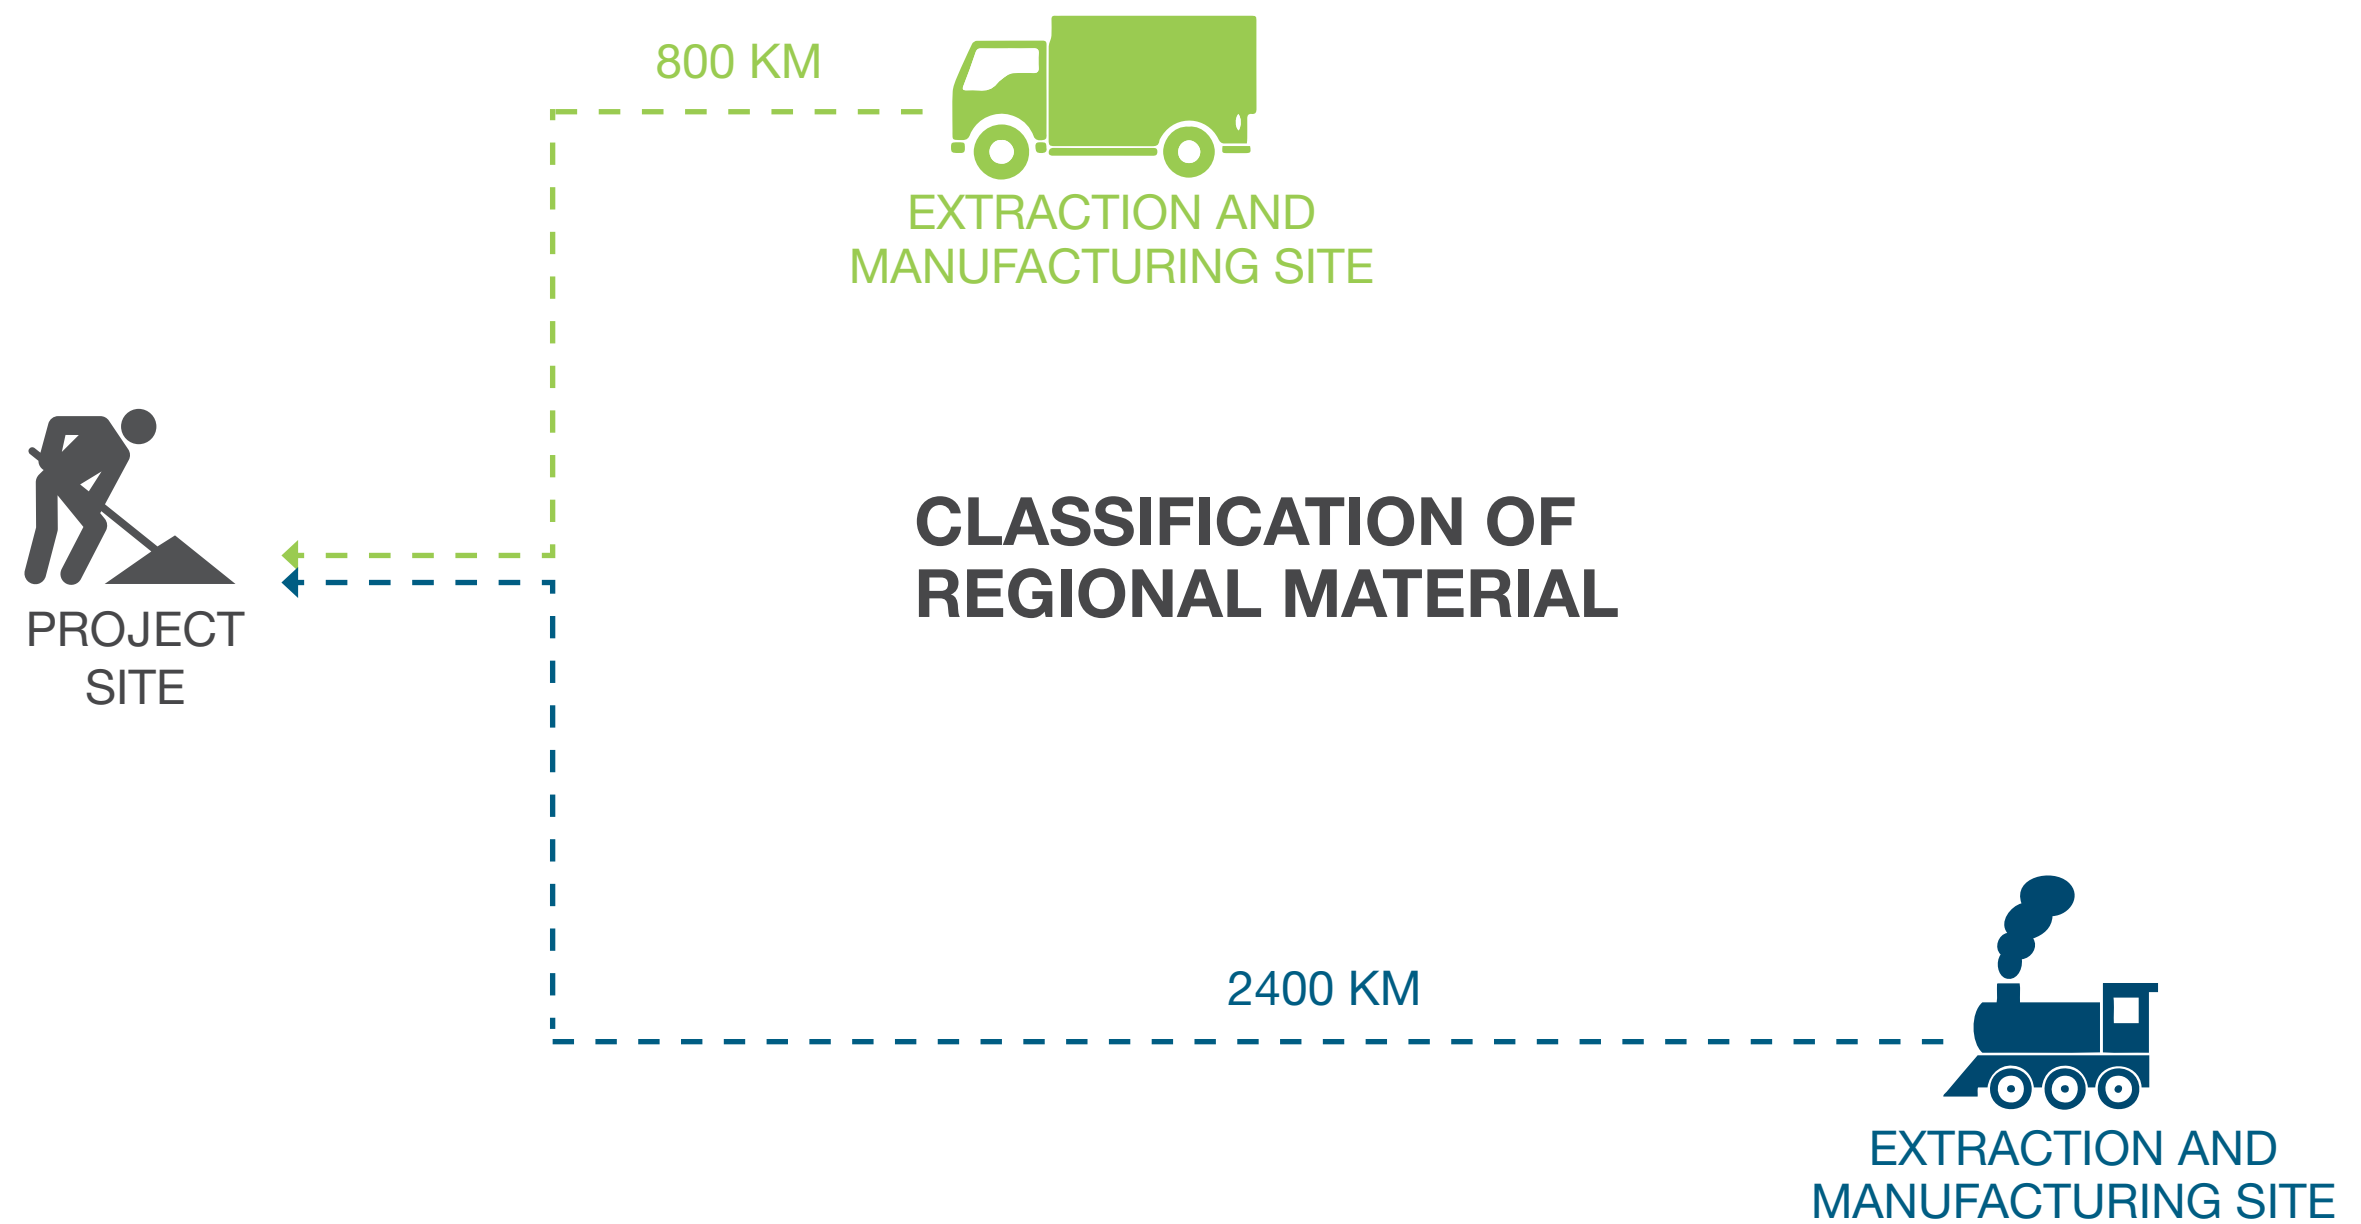 800 KM
EXTRACTION AND
MANUFACTURING SITE
CLASSIFICATION OF
REGIONAL MATERIAL
PROJECT
SITE
2400 KM
EXTRACTION AND
MANUFACTURING SITE